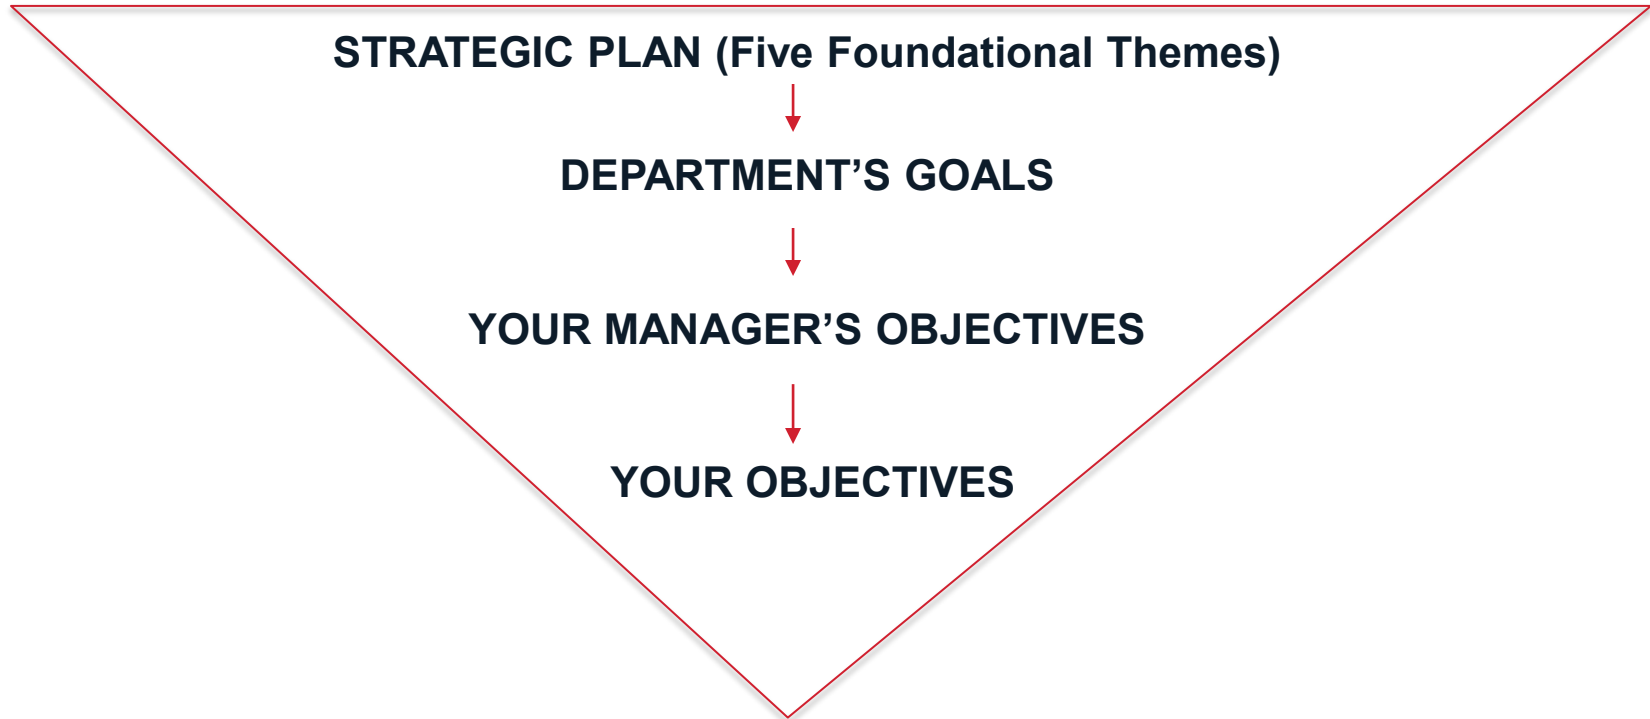 STRATEGIC PLAN (Five Foundational Themes)
DEPARTMENT’S GOALS
YOUR MANAGER’S OBJECTIVES
YOUR OBJECTIVES